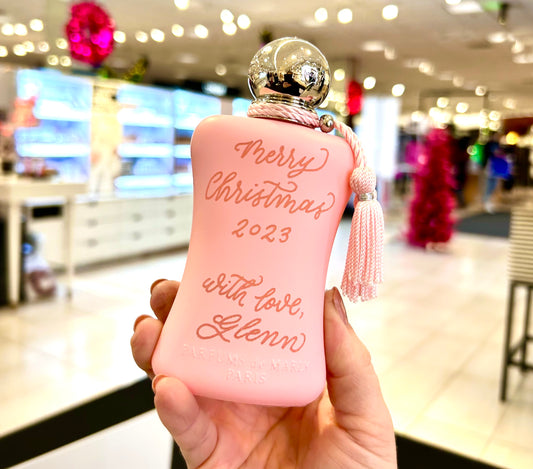 Merry
Christmas
2023
with love,
Glenn
PARFUMS de MARLY
PARIS